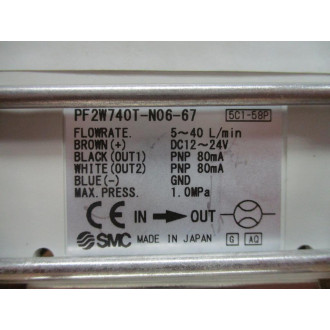 PF2W740T-N06-67 5C1-58P
FLOWRATE. 5~40 L/min
BROWN(+) DC12~24V
BLACK(OUT1) PNP 80mA
WHITE(OUT2) PNP 80mA
BLUE(-) GND
MAX.PRESS. 1.0MPa
CE IN → OUT
SMC MADE IN JAPAN G AQ